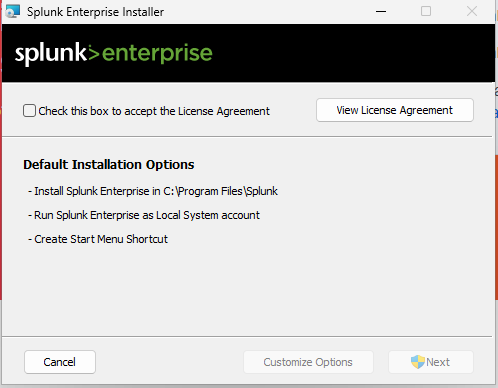 Splunk Enterprise Installer
splunk>enterprise
Check this box to accept the License Agreement
View License Agreement
Default Installation Options
- Install Splunk Enterprise in C:\Program Files\Splunk
- Run Splunk Enterprise as Local System account
- Create Start Menu Shortcut
Cancel
Customize Options
Next